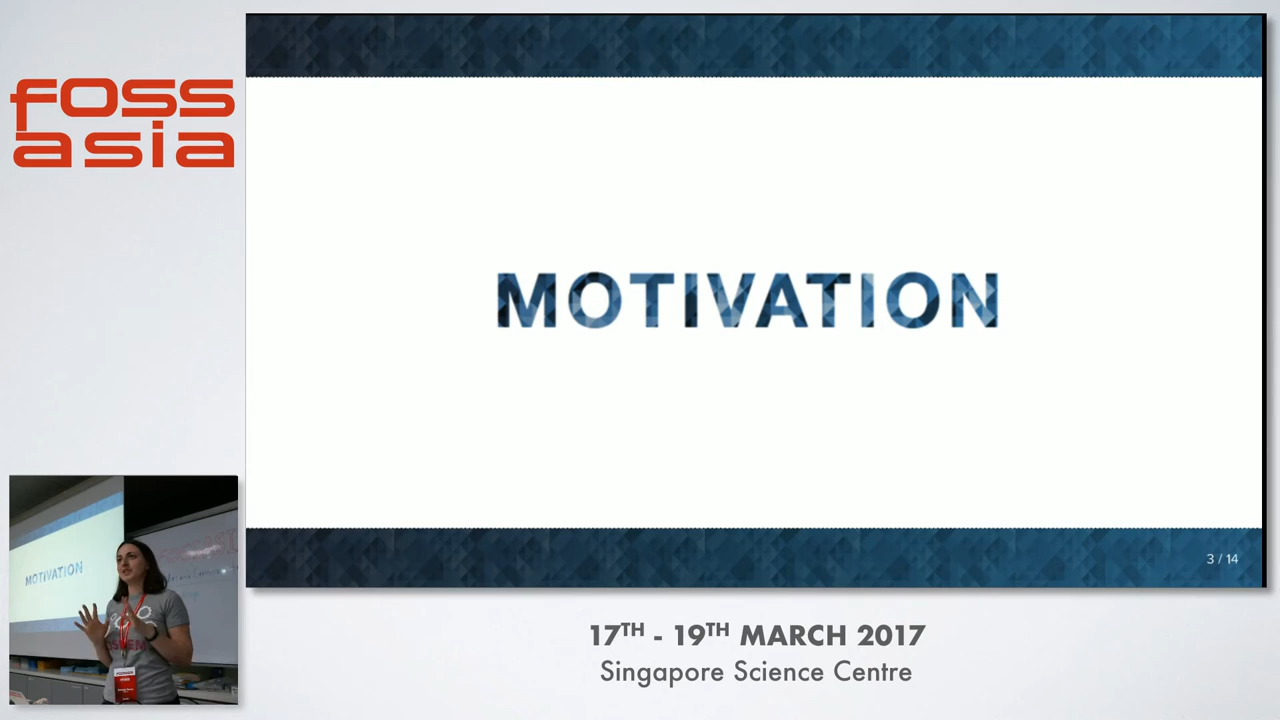 foss
asia
MOTIVATION
3 / 14
MOTIVATION
17TH - 19TH MARCH 2017
Singapore Science Centre